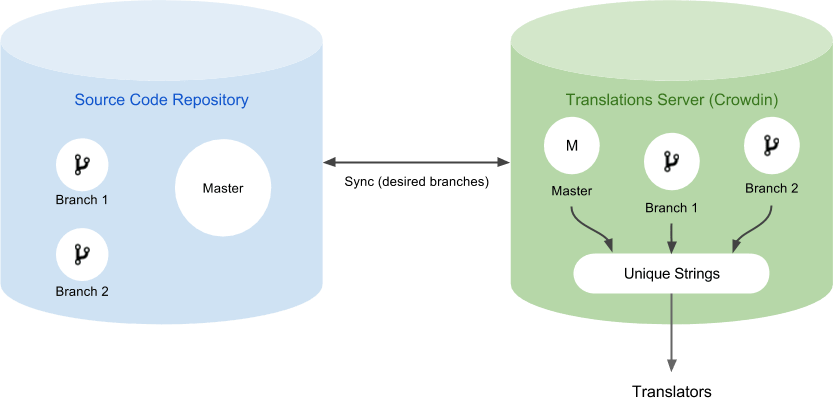 Source Code Repository
Branch 1
Master
Branch 2
Sync (desired branches)
Translations Server (Crowdin)
M
Master
Branch 1
Branch 2
Unique Strings
Translators